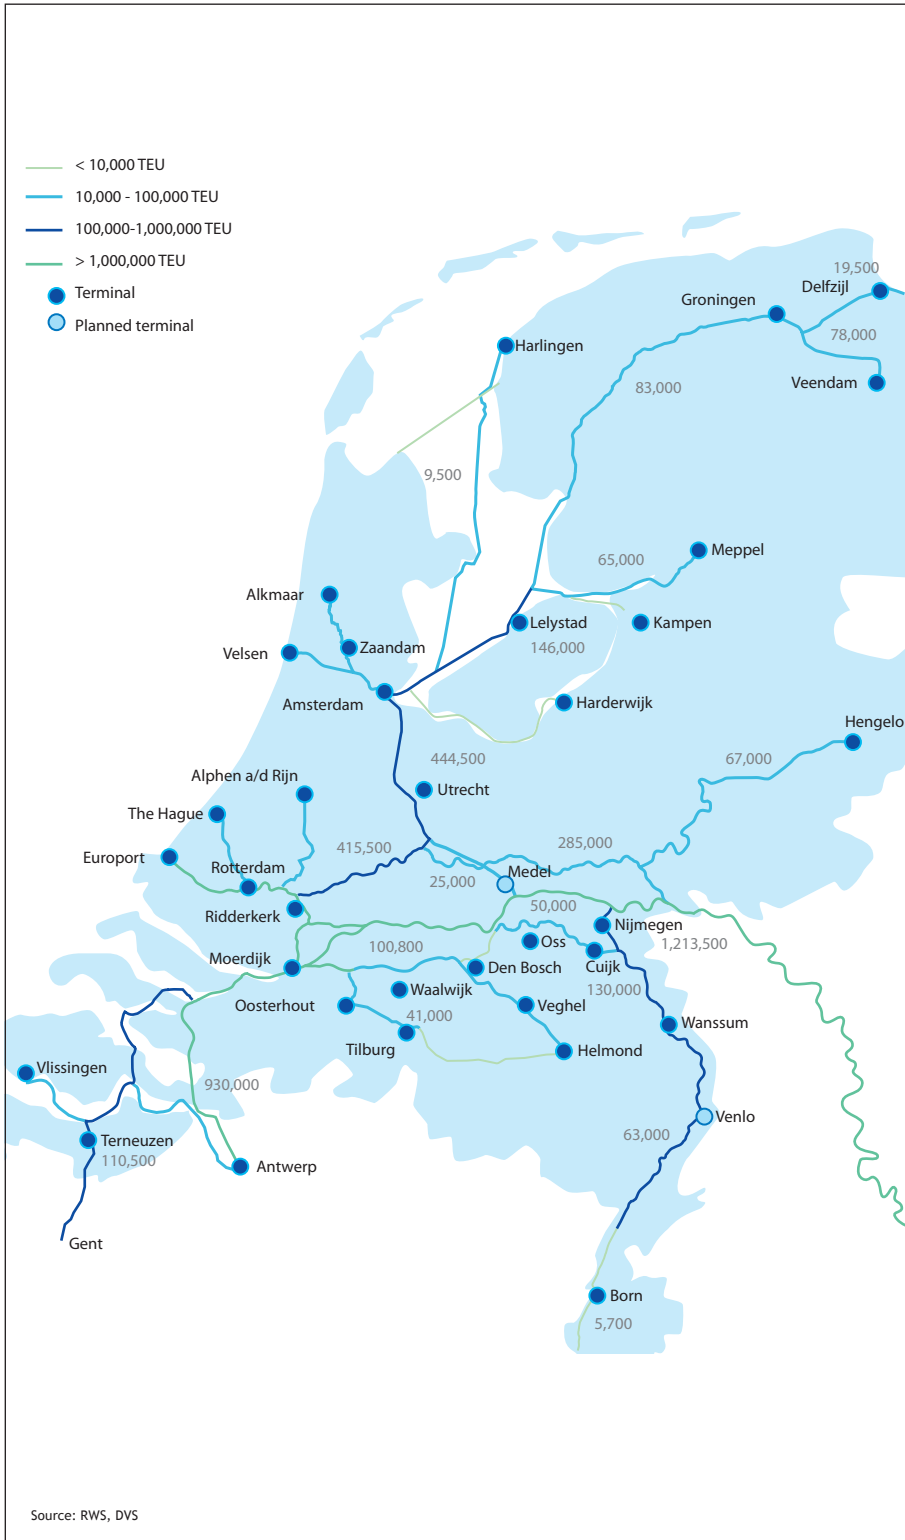 < 10,000 TEU
10,000 - 100,000 TEU
100,000-1,000,000 TEU
> 1,000,000 TEU
Terminal
Planned terminal
19,500
Delfzijl
Groningen
78,000
Harlingen
Veendam
83,000
9,500
Meppel
65,000
Alkmaar
Lelystad
Kampen
146,000
Zaandam
Velsen
Amsterdam
Harderwijk
Hengelo
444,500
67,000
Alphen a/d Rijn
Utrecht
The Hague
415,500
285,000
Europort
Rotterdam
Medel
25,000
50,000
Ridderkerk
Nijmegen
1,213,500
100,800
Oss
Moerdijk
Den Bosch
Cuijk
130,000
Waalwijk
Oosterhout
Veghel
41,000
Wanssum
Tilburg
Helmond
Vlissingen
930,000
Venlo
Terneuzen
63,000
110,500
Antwerp
Gent
Born
5,700
Source: RWS, DVS